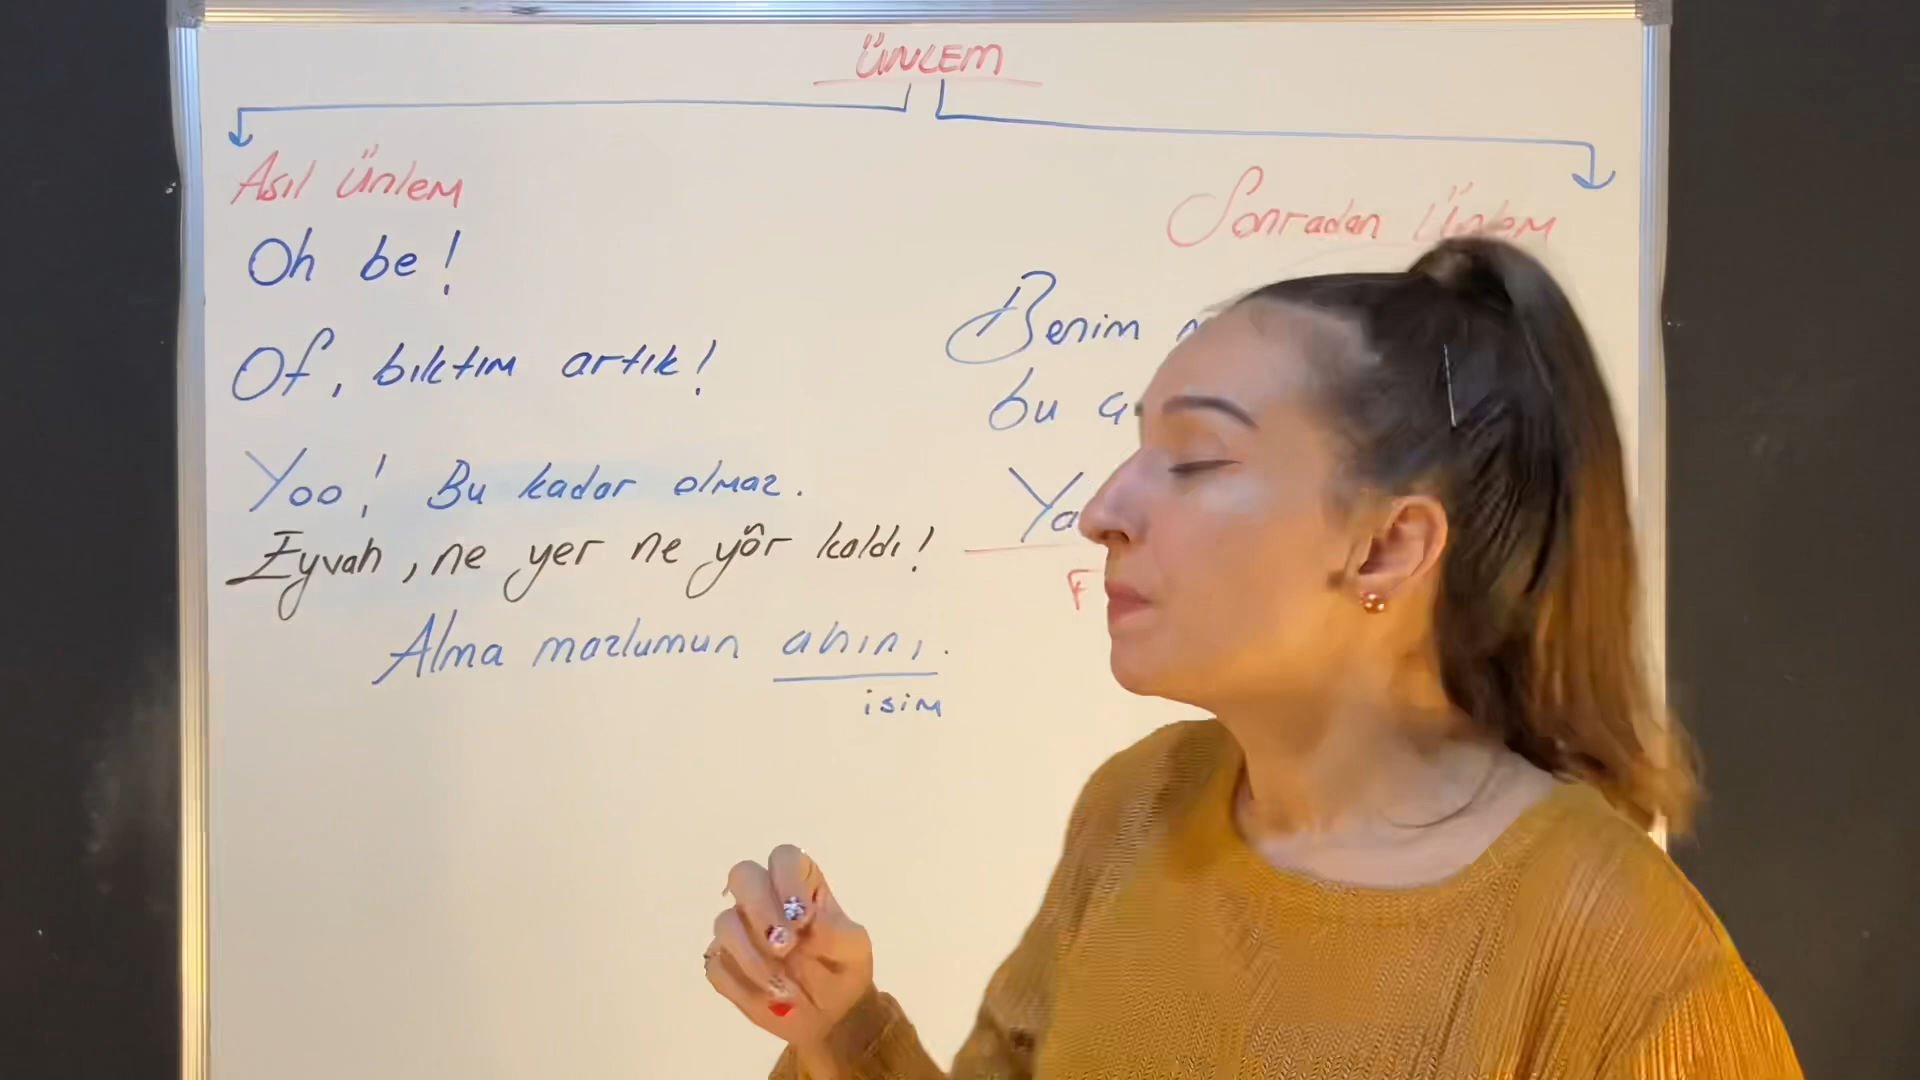 ÜNLEM
Asıl Ünlem
Oh be!
Of, bıktım artık!
Yoo! Bu kadar olmaz.
Eyvah, ne yer ne yâr kaldı!
Alma mazlumun ahını.
isim
Sonradan Ünlem
Benim
bu